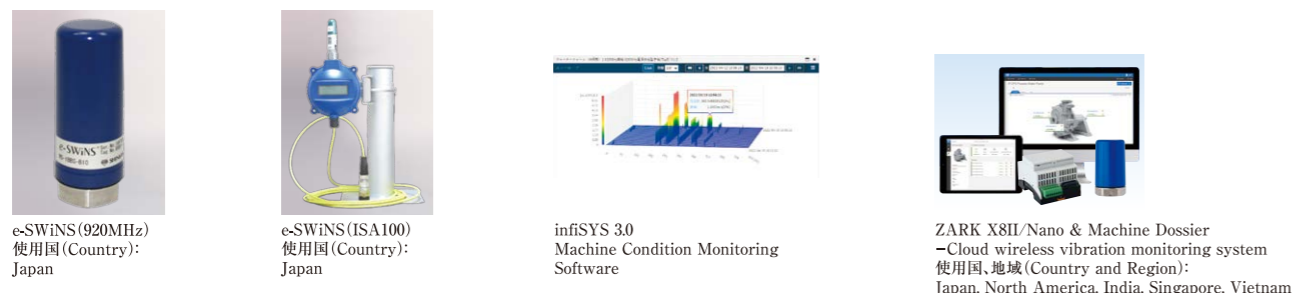 e-SWiNS
e-SWiNS(920MHz)
使用国(Country):
Japan
e-SWiNS(ISA100)
使用国(Country):
Japan
infiSYS 3.0
Machine Condition Monitoring
Software
ZARK X8II/Nano & Machine Dossier
−Cloud wireless vibration monitoring system
使用国、地域(Country and Region):
Japan, North America, India, Singapore, Vietnam